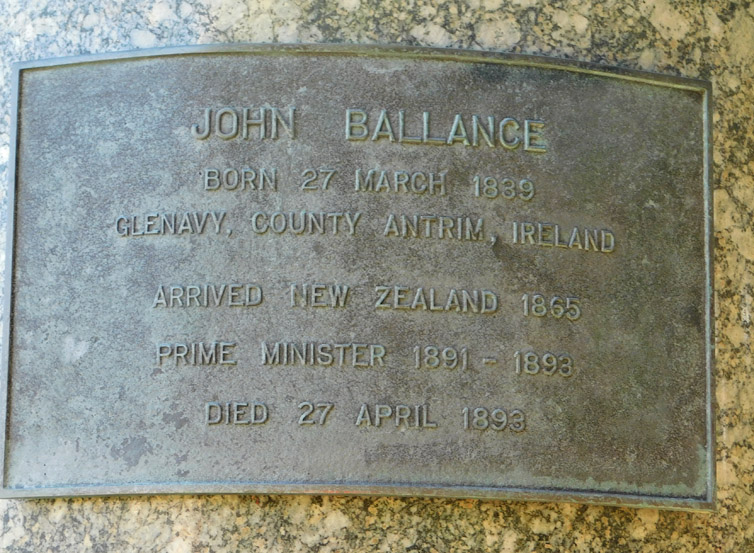 JOHN BALLANCE
BORN 27 MARCH 1839
GLENAVY, COUNTY ANTRIM, IRELAND
ARRIVED NEW ZEALAND 1865
PRIME MINISTER 1891 - 1893
DIED 27 APRIL 1893